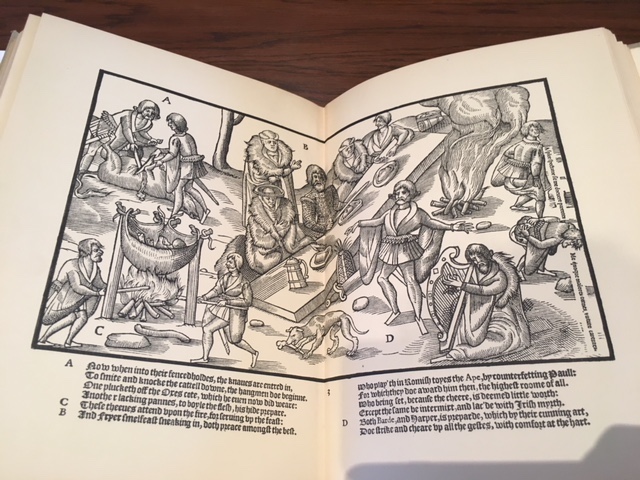 A
B
C
D
A Now when into their fenceholdes, the knaues are entred in,
To smite and knocke the cattell downe, the hangmen doe beginne.
One plucketh off the Oxes cote, which he euen now did weare:
Another lacking pannes, to boyle the flesh, his hide prepare.
C These theeues attend vpon the fire, for seruing vp the feast:
B And Fryer smelfeast sneaking in, doth preace amongst the best.
Who play'th in Romish toyes the Ape, by counterfetting Paull:
For which they doe award him then, the highest roome of all.
Who being set, because the cheere, is deemed little worth:
Except the same be intermixt, and lac'de with Irish myrth.
D Both Barde, and Harper, is preparde, which by their cunning art,
Doe strike and cheare vp all the gestes, with comfort at the hart.